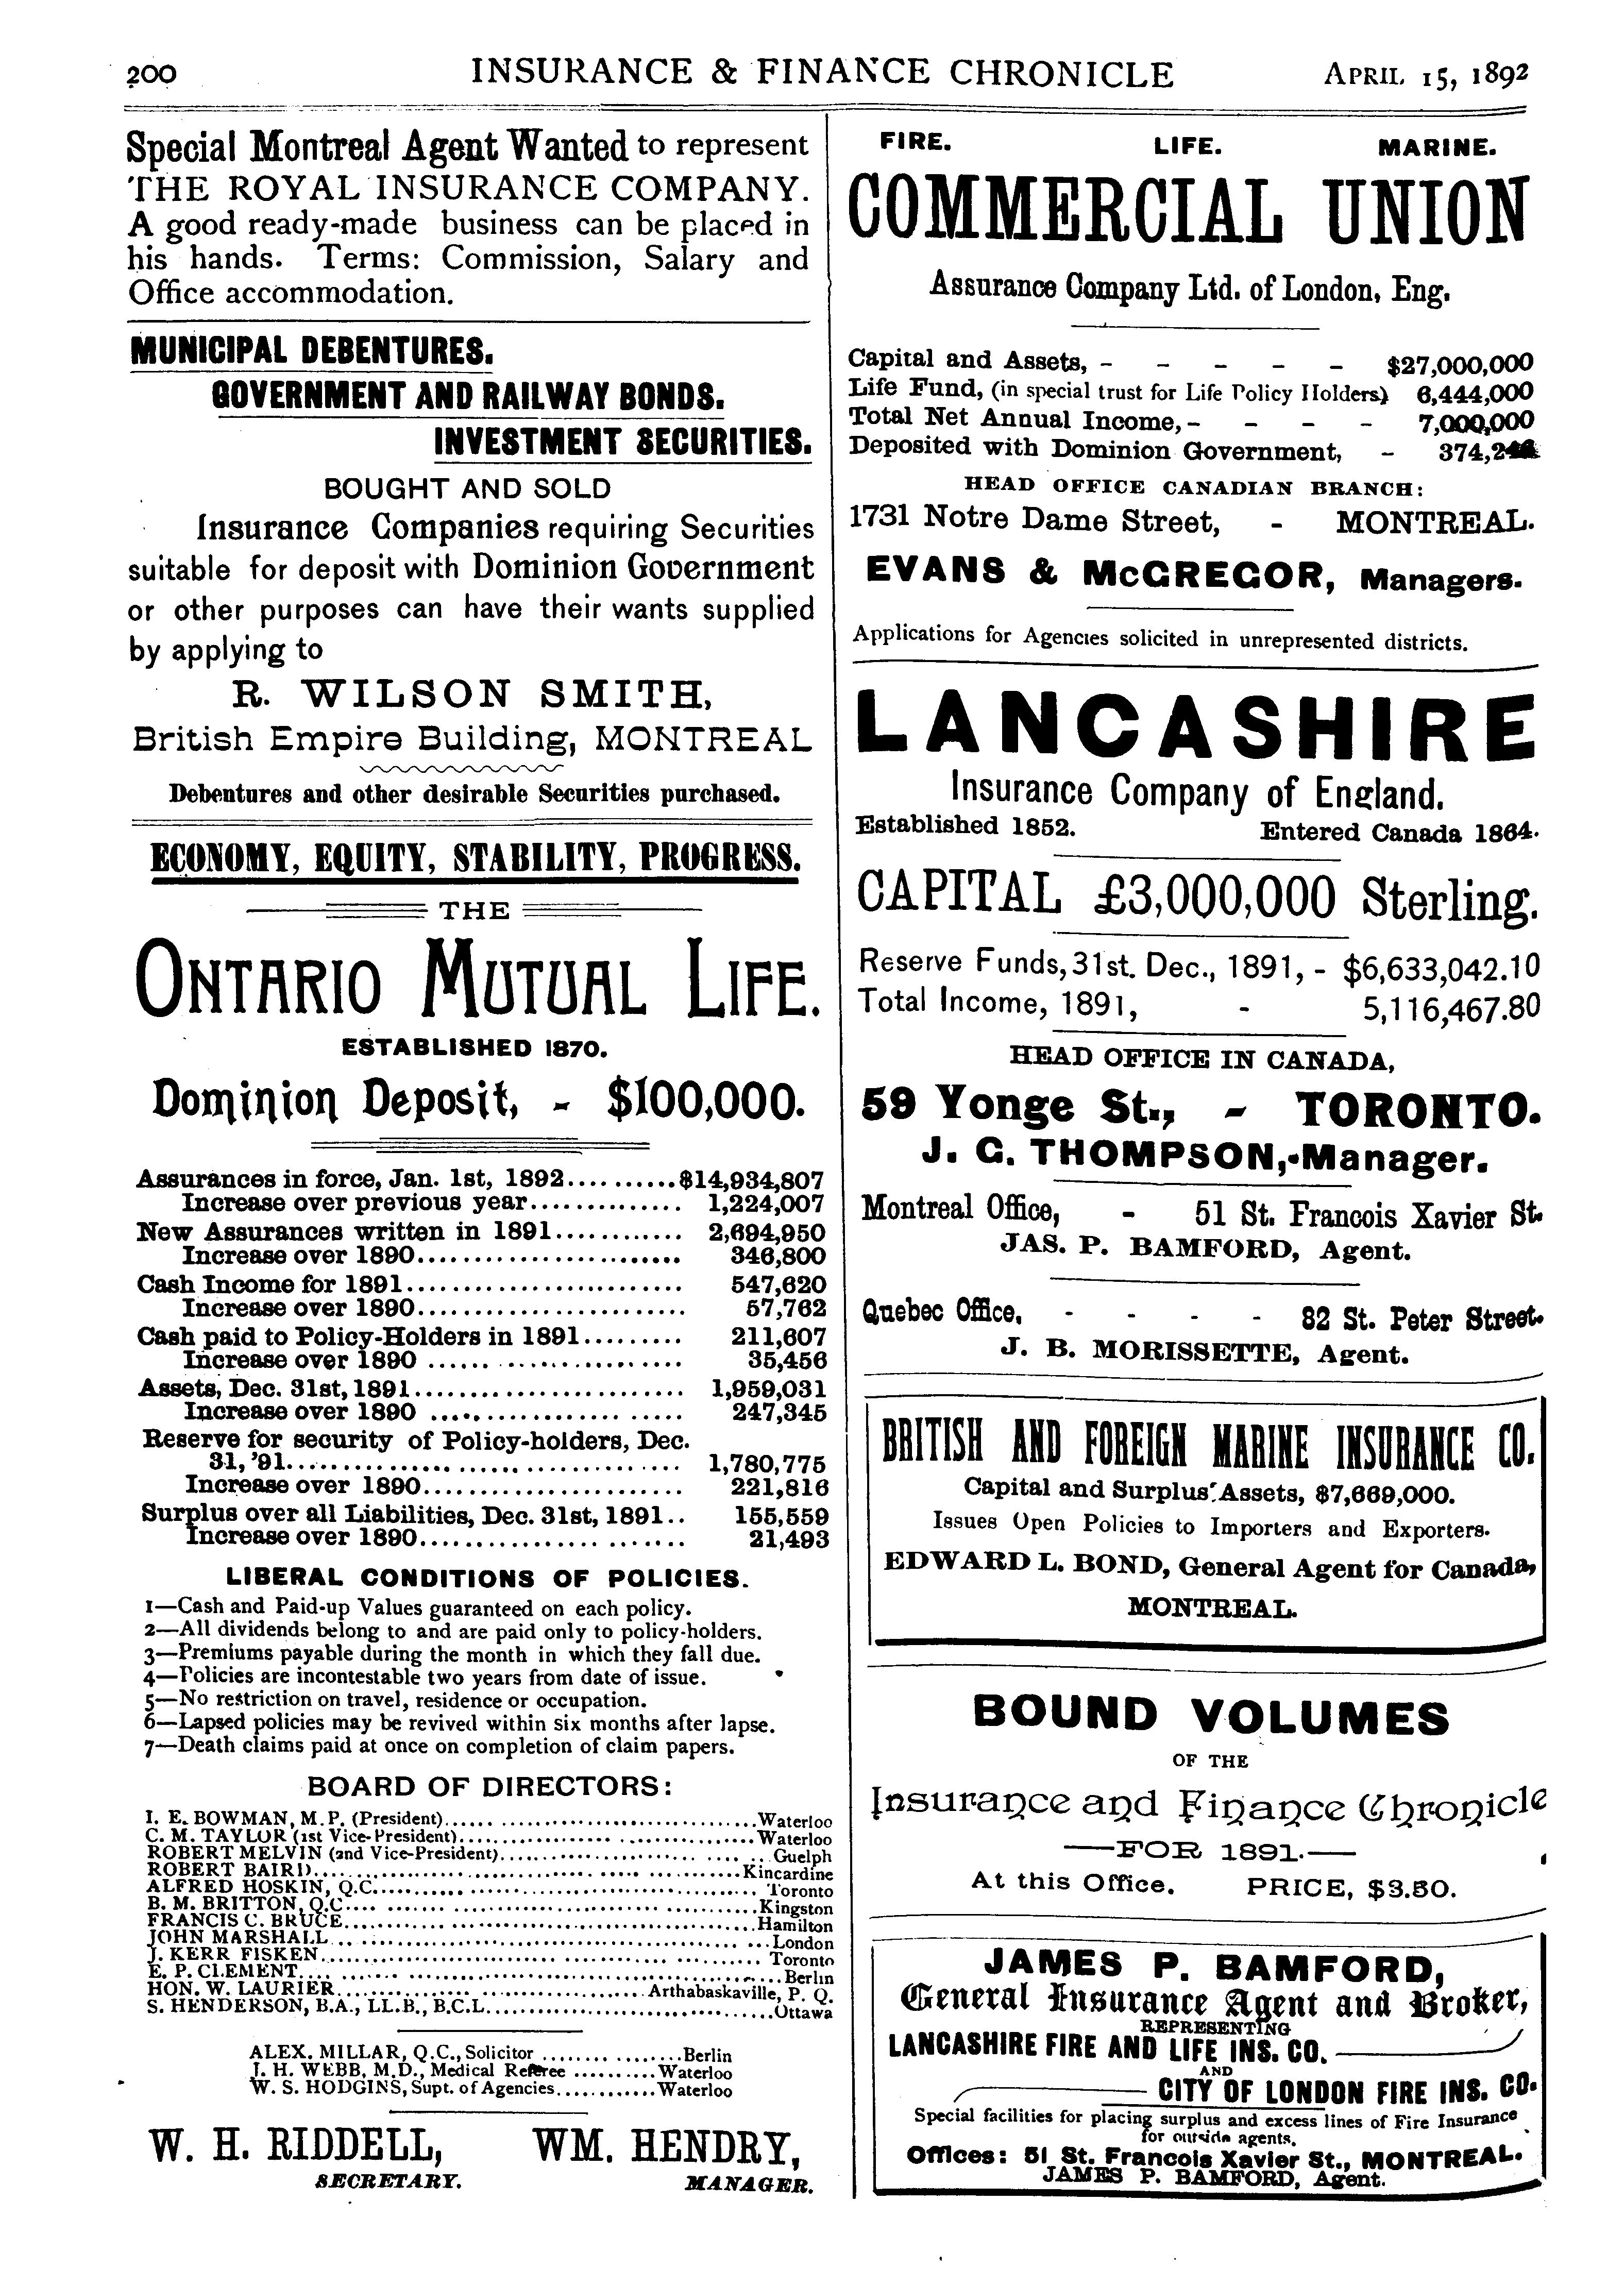 200 INSURANCE & FINANCE CHRONICLE APRIL 15, 1892
Special Montreal Agent Wanted to represent
THE ROYAL INSURANCE COMPANY.
A good ready-made business can be placed in
his hands. Terms: Commission, Salary and
Office accommodation.
MUNICIPAL DEBENTURES.
GOVERNMENT AND RAILWAY BONDS.
INVESTMENT SECURITIES.
BOUGHT AND SOLD
Insurance Companies requiring Securities
suitable for deposit with Dominion Government
or other purposes can have their wants supplied
by applying to
R. WILSON SMITH,
British Empire Building, MONTREAL
Debentures and other desirable Securities purchased.
ECONOMY, EQUITY, STABILITY, PROGRESS.
THE
ONTARIO MUTUAL LIFE.
ESTABLISHED 1870.
Dominion Deposit, - $100,000.
Assurances in force, Jan. 1st, 1892..........$14,934,807
Increase over previous year.............. 1,224,007
New Assurances written in 1891............ 2,694,950
Increase over 1890........................ 346,800
Cash Income for 1891........................ 547,620
Increase over 1890........................ 57,762
Cash paid to Policy-Holders in 1891......... 211,607
Increase over 1890 ...................... 35,456
Assets, Dec. 31st, 1891........................ 1,959,031
Increase over 1890 ...................... 247,345
Reserve for security of Policy-holders, Dec.
31, '91.................................. 1,780,775
Increase over 1890....................... 221,816
Surplus over all Liabilities, Dec. 31st, 1891.. 155,559
Increase over 1890....................... 21,493
LIBERAL CONDITIONS OF POLICIES.
1—Cash and Paid-up Values guaranteed on each policy.
2—All dividends belong to and are paid only to policy-holders.
3—Premiums payable during the month in which they fall due.
4—Policies are incontestable two years from date of issue.
5—No restriction on travel, residence or occupation.
6—Lapsed policies may be revived within six months after lapse.
7—Death claims paid at once on completion of claim papers.
BOARD OF DIRECTORS:
I. E. BOWMAN, M. P. (President)....................Waterloo
C. M. TAYLOR (1st Vice-President)....................Waterloo
ROBERT MELVIN (2nd Vice-President)....................Guelph
ROBERT BAIRD....................Kincardine
ALFRED HOSKIN, Q.C....................Toronto
B. M. BRITTON, Q.C....................Kingston
FRANCIS C. BRUCE....................Hamilton
JOHN MARSHALL....................London
J. KERR FISKEN....................Toronto
E. P. CLEMENT....................Berlin
HON. W. LAURIER....................Arthabaskaville, P. Q.
S. HENDERSON, B.A., LL.B., B.C.L....................Ottawa
ALEX. MILLAR, Q.C., Solicitor .................Berlin
J. H. WEBB, M.D., Medical Referee ..........Waterloo
W. S. HODGINS, Supt. of Agencies............Waterloo
W. H. RIDDELL, WM. HENDRY,
SECRETARY. MANAGER.
FIRE. LIFE. MARINE.
COMMERCIAL UNION
Assurance Company Ltd. of London, Eng.
Capital and Assets, - - - - - $27,000,000
Life Fund, (in special trust for Life Policy Holders) 6,444,000
Total Net Annual Income, - - - - 7,000,000
Deposited with Dominion Government, -
HEAD OFFICE CANADIAN BRANCH:
1731 Notre Dame Street, - MONTREAL.
EVANS & McGREGOR, Managers.
Applications for Agencies solicited in unrepresented districts.
LANCASHIRE
Insurance Company of England.
Established 1852. Entered Canada 1864.
CAPITAL £3,000,000 Sterling.
Reserve Funds, 31st. Dec., 1891, - $6,633,042.10
Total Income, 1891, - 5,116,467.80
HEAD OFFICE IN CANADA,
59 Yonge St., - TORONTO.
J. G. THOMPSON, Manager.
Montreal Office, - 51 St. Francois Xavier St.
JAS. P. BAMFORD, Agent.
Quebec Office, - - - - 82 St. Peter Street.
J. B. MORISSETTE, Agent.
BRITISH AND FOREIGN MARINE INSURANCE CO.
Capital and Surplus Assets, $7,669,000.
Issues Open Policies to Importers and Exporters.
EDWARD L. BOND, General Agent for Canada,
MONTREAL.
BOUND VOLUMES
OF THE
Insurance and Finance Chronicle
—FOR 1891.—
At this Office. PRICE, $3.50.
JAMES P. BAMFORD,
General Insurance Agent and Broker,
REPRESENTING
LANCASHIRE FIRE AND LIFE INS. CO.
AND
CITY OF LONDON FIRE INS. CO.
Special facilities for placing surplus and excess lines of Fire Insurance
for outside agents.
Offices: 51 St. Francois Xavier St., MONTREAL.
JAMES P. BAMFORD, Agent.